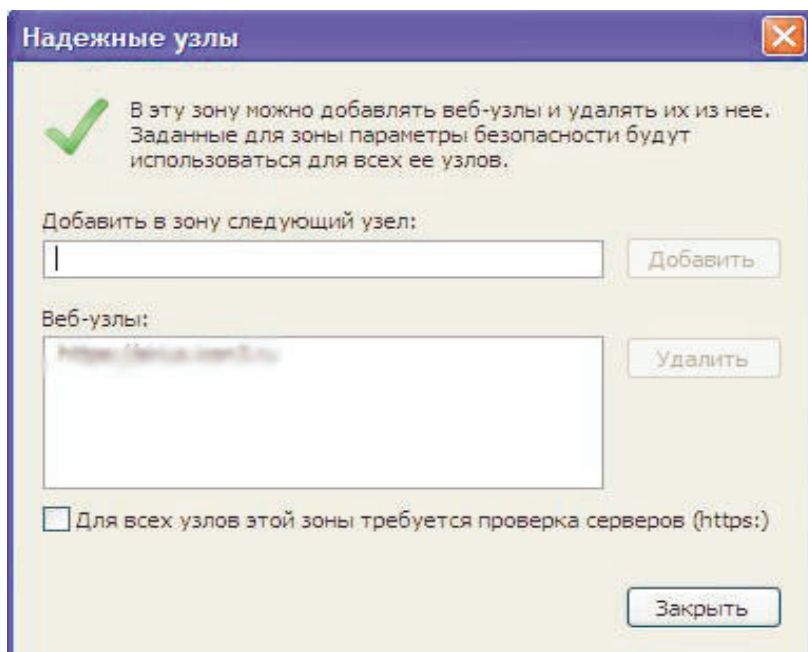 Надежные узлы
В эту зону можно добавлять веб-узлы и удалять их из нее.
Заданные для зоны параметры безопасности будут
использоваться для всех ее узлов.
Добавить в зону следующий узел:
Добавить
Веб-узлы:
Удалить
Для всех узлов этой зоны требуется проверка серверов (https:)
Закрыть